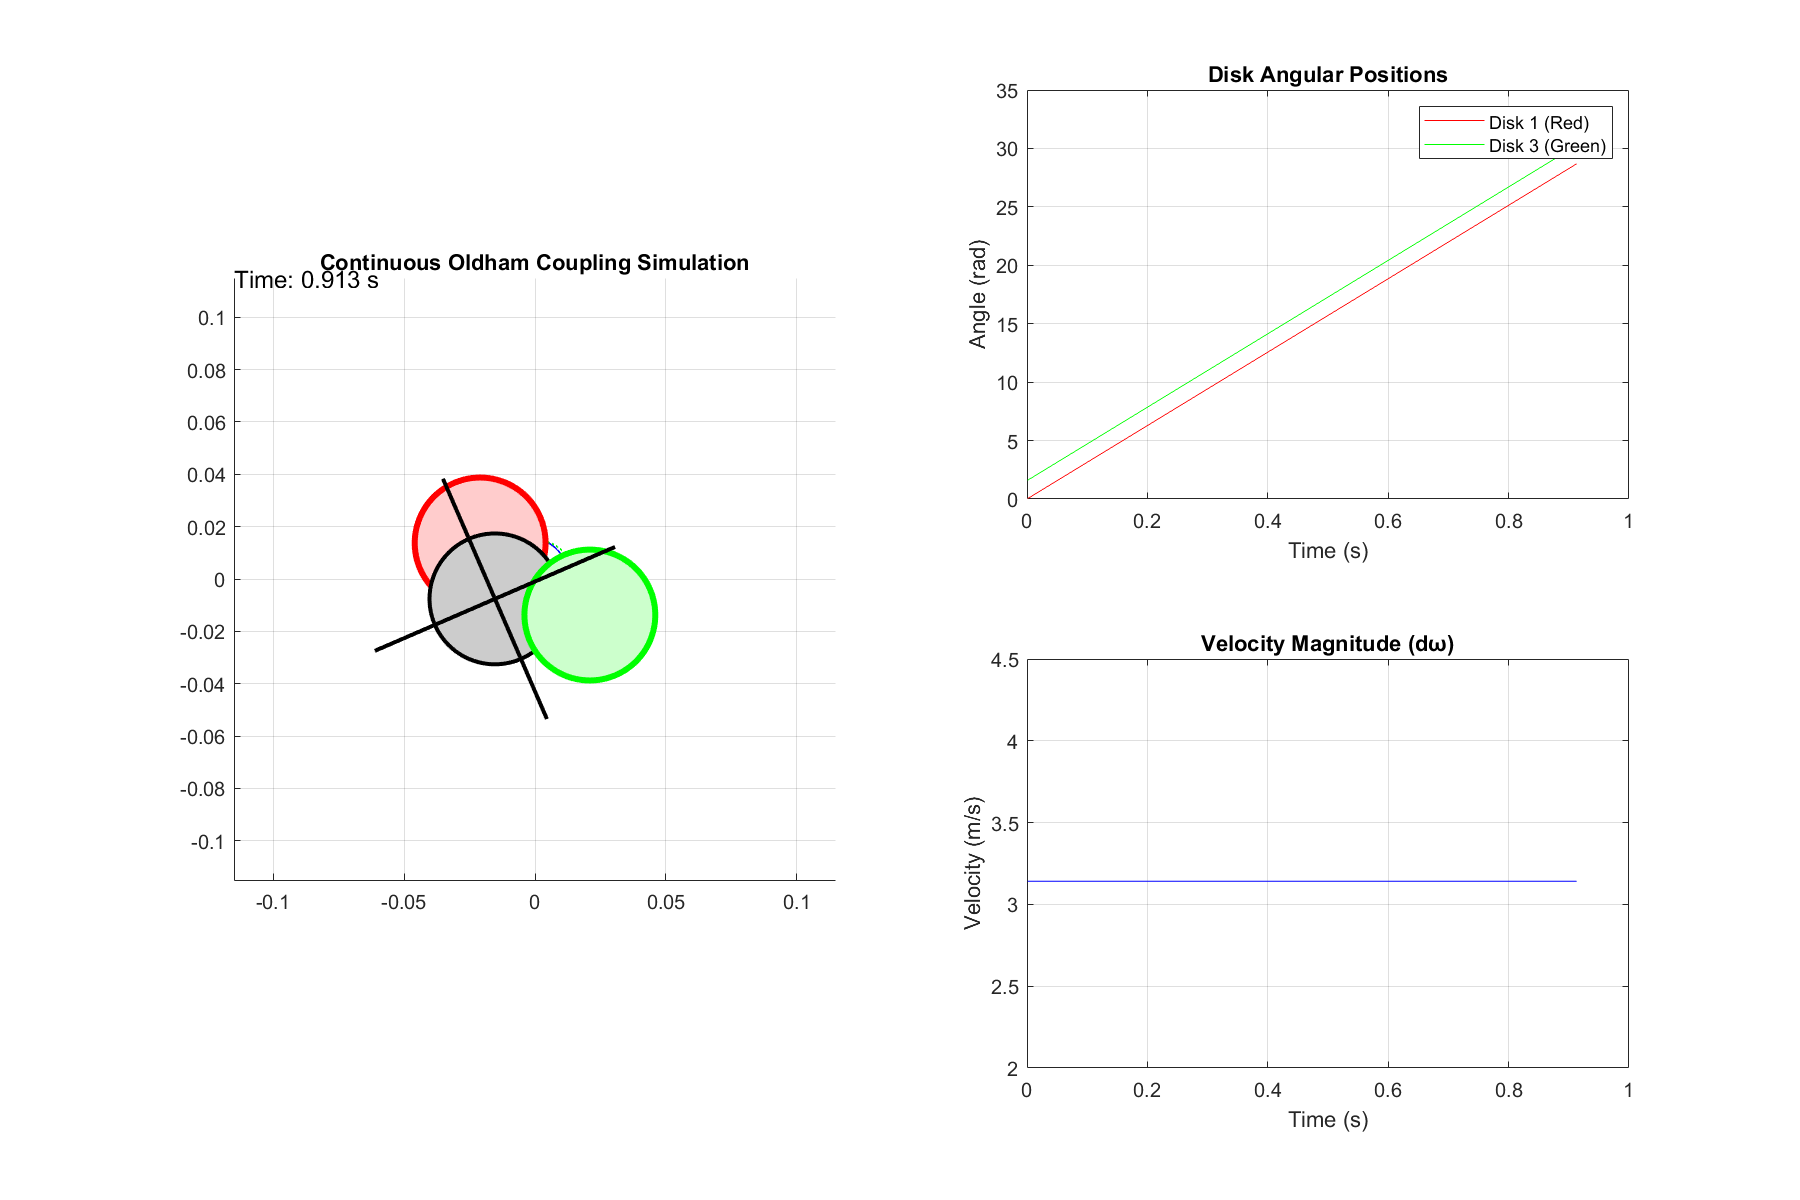 Continuous Oldham Coupling Simulation
Time: 0.913 s
0.1
0.08
0.06
0.04
0.02
0
-0.02
-0.04
-0.06
-0.08
-0.1
-0.1 -0.05 0 0.05 0.1
Disk Angular Positions
Angle (rad)
35
30
25
20
15
10
5
0
Disk 1 (Red)
Disk 3 (Green)
0 0.2 0.4 0.6 0.8 1
Time (s)
Velocity Magnitude (dω)
Velocity (m/s)
4.5
4
3.5
3
2.5
2
0 0.2 0.4 0.6 0.8 1
Time (s)